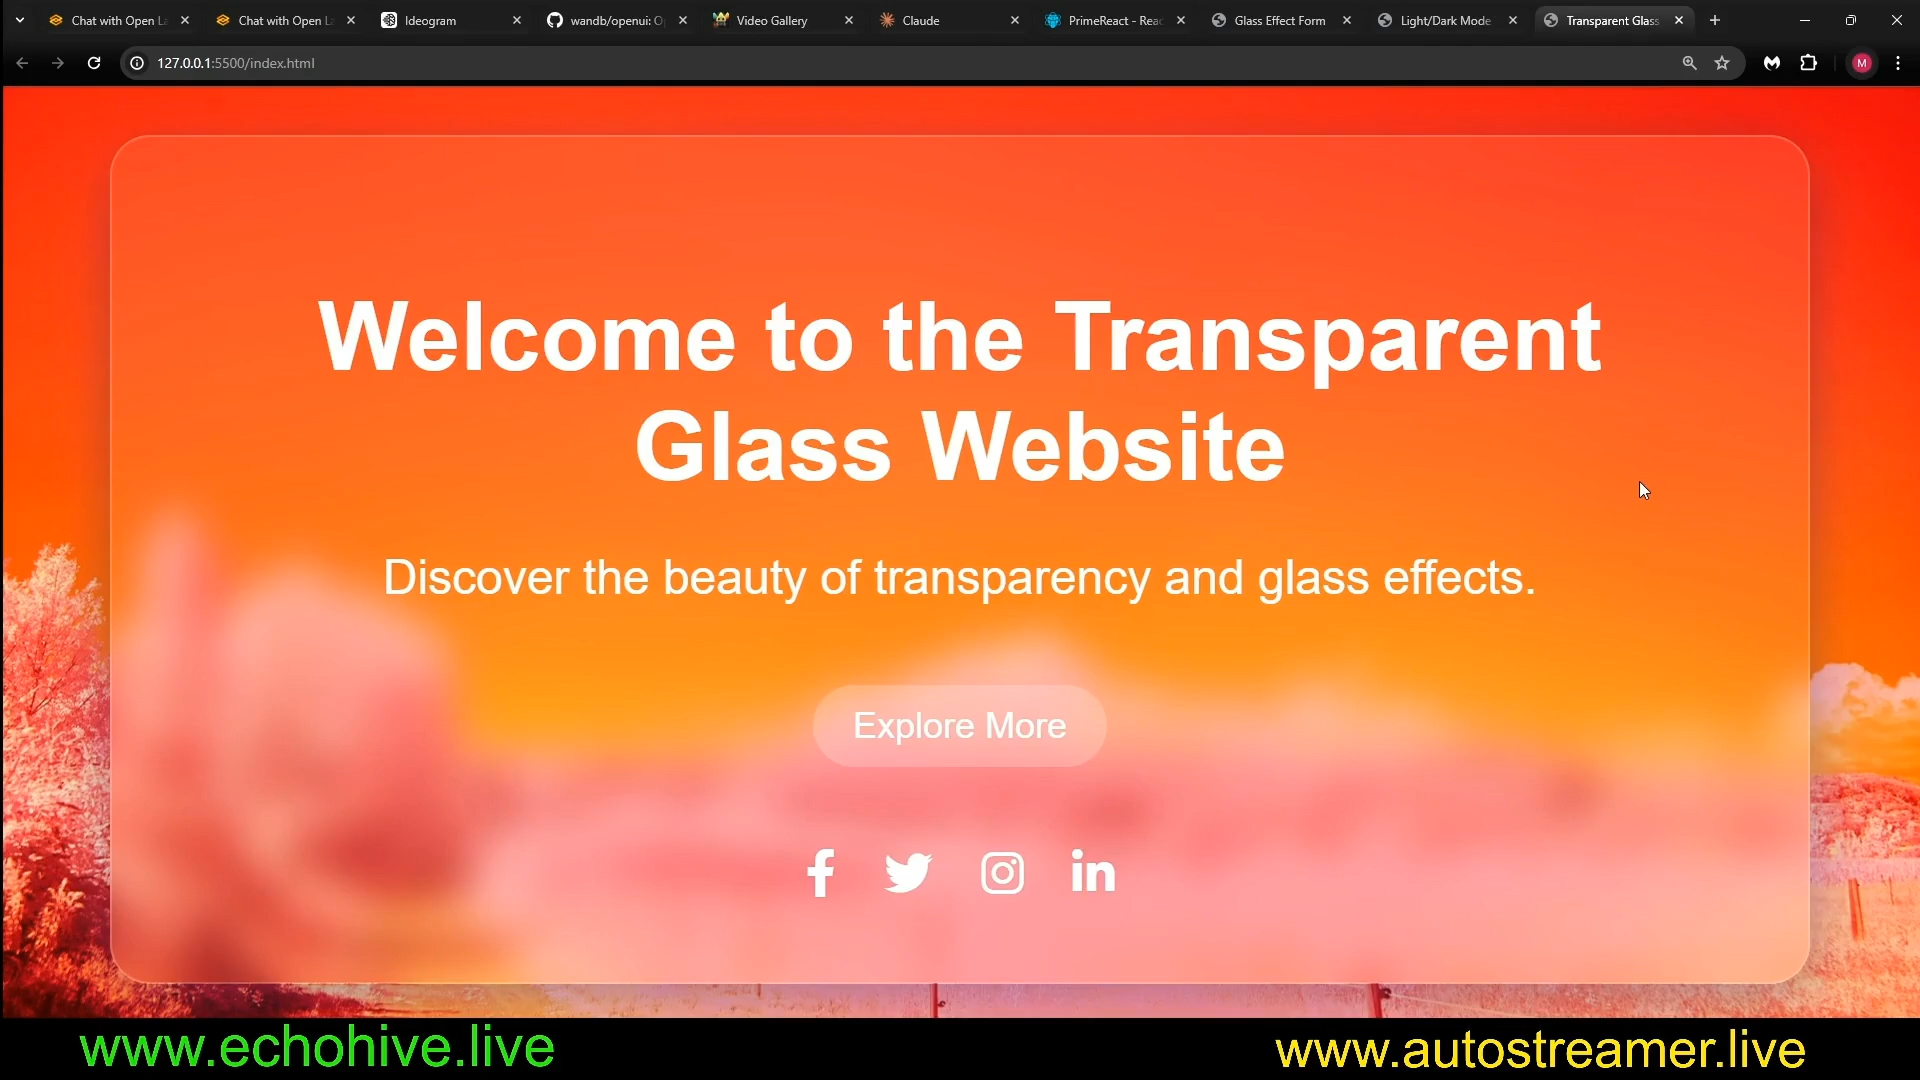 Chat with Open La
Chat with Open La
Ideogram
wandb/openui: O
Video Gallery
Claude
PrimeReact - Reac
Glass Effect Form
Light/Dark Mode
Transparent Glass
127.0.0.1:5500/index.html
M
Welcome to the Transparent
Glass Website
Discover the beauty of transparency and glass effects.
Explore More
www.echohive.live
www.autostreamer.live